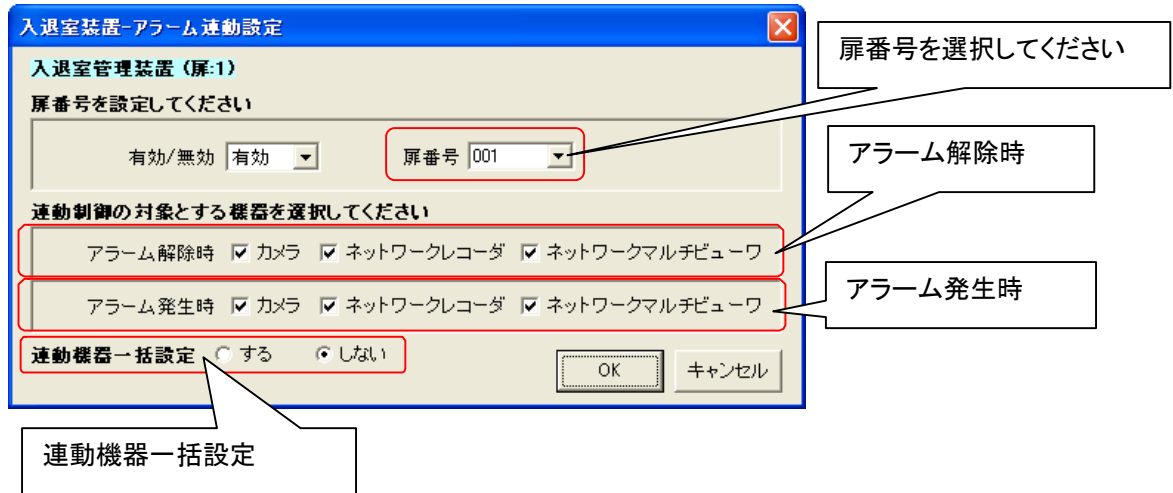 入退室装置-アラーム連動設定
入退室管理装置 (扉:1)
扉番号を設定してください
有効/無効 有効 扉番号 001
連動制御の対象とする機器を選択してください
アラーム解除時 カメラ ネットワークレコーダ ネットワークマルチビューワ
アラーム発生時 カメラ ネットワークレコーダ ネットワークマルチビューワ
連動機器一括設定 する しない
OK キャンセル
扉番号を選択してください
アラーム解除時
アラーム発生時
連動機器一括設定